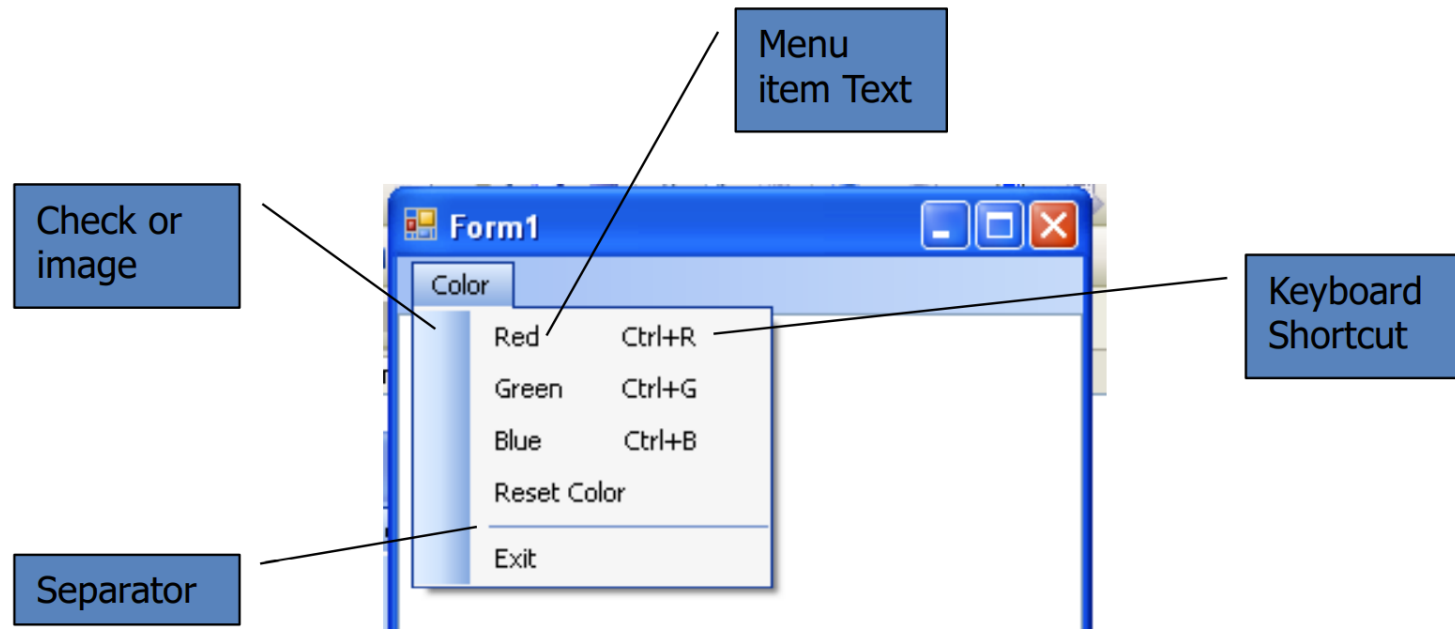 Menu
item Text
Check or
image
Form1
Color
Keyboard
Shortcut
Red Ctrl+R
Green Ctrl+G
Blue Ctrl+B
Reset Color
Exit
Separator